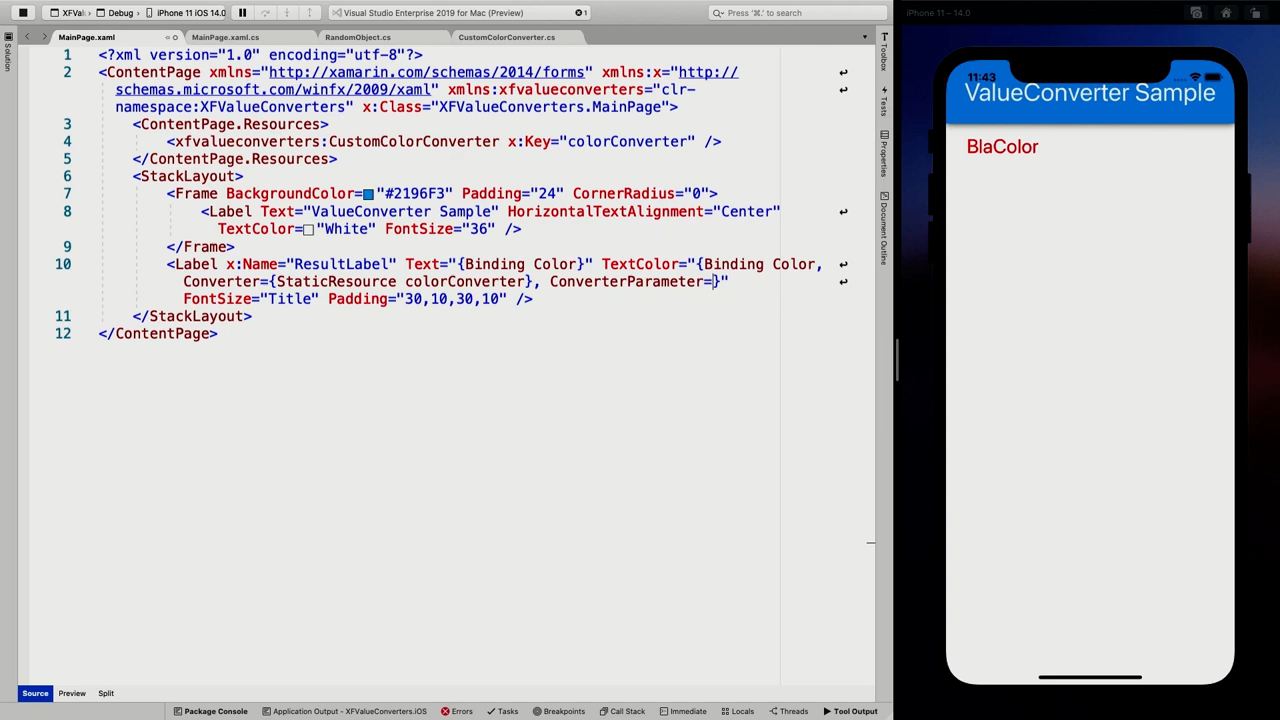 XFVal
Debug
iPhone 11 iOS 14.0
Visual Studio Enterprise 2019 for Mac (Preview)
1
Press '⌘.' to search
iPhone 11 – 14.0
MainPage.xaml
MainPage.xaml.cs
RandomObject.cs
CustomColorConverter.cs
Solution
Toolbox
Tests
Properties
Document Outline
1 <?xml version="1.0" encoding="utf-8"?>
2 <ContentPage xmlns="http://xamarin.com/schemas/2014/forms" xmlns:x="http://
schemas.microsoft.com/winfx/2009/xaml" xmlns:xfvalueconverters="clr-
namespace:XFValueConverters" x:Class="XFValueConverters.MainPage">
3 <ContentPage.Resources>
4 <xfvalueconverters:CustomColorConverter x:Key="colorConverter" />
5 </ContentPage.Resources>
6 <StackLayout>
7 <Frame BackgroundColor="#2196F3" Padding="24" CornerRadius="0">
8 <Label Text="ValueConverter Sample" HorizontalTextAlignment="Center"
TextColor="White" FontSize="36" />
9 </Frame>
10 <Label x:Name="ResultLabel" Text="{Binding Color}" TextColor="{Binding Color,
Converter={StaticResource colorConverter}, ConverterParameter=}"
FontSize="Title" Padding="30,10,30,10" />
11 </StackLayout>
12 </ContentPage>
11:43
ValueConverter Sample
BlaColor
Source
Preview
Split
Package Console
Application Output - XFValueConverters.iOS
Errors
Tasks
Breakpoints
Call Stack
Immediate
Locals
Threads
Tool Output